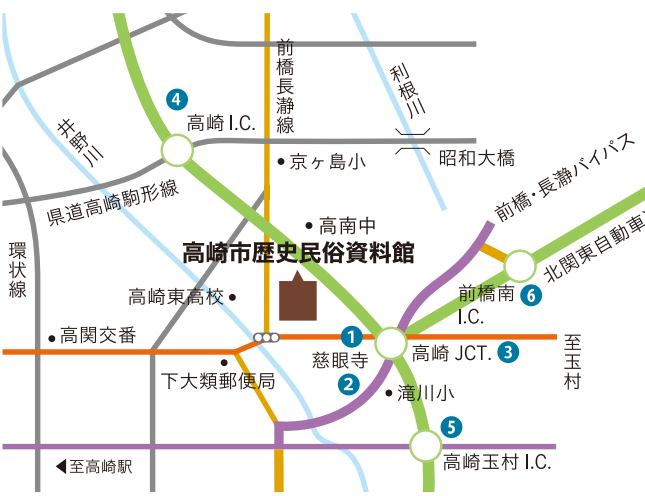 前橋長瀞線
利根川
4
高崎 I.C.
井野川
京ヶ島小
昭和大橋
県道高崎駒形線
前橋・長瀞バイパス
高南中
高崎市歴史民俗資料館
環状線
北関東自動車道
高崎東高校
前橋南
I.C.
6
高関交番
1
慈眼寺
高崎 JCT.
3
至玉村
下大類郵便局
2
滝川小
5
至高崎駅
高崎玉村 I.C.